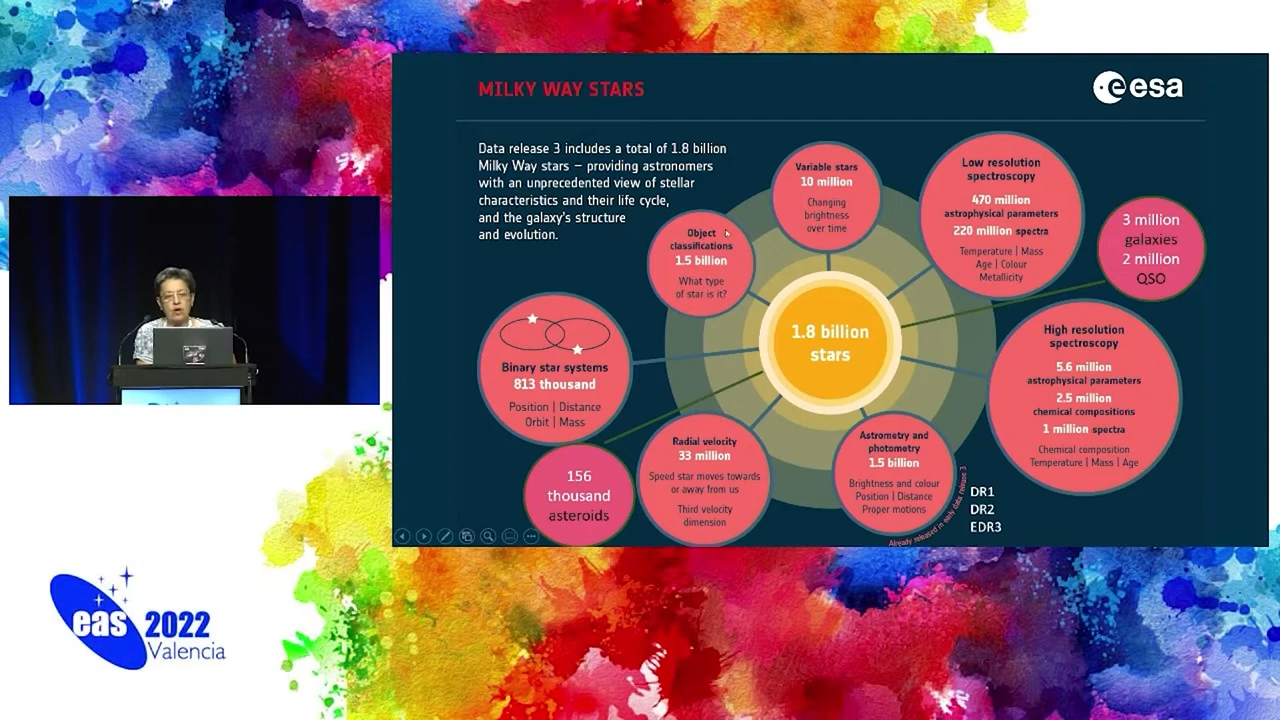 MILKY WAY STARS
esa
Data release 3 includes a total of 1.8 billion
Milky Way stars – providing astronomers
with an unprecedented view of stellar
characteristics and their life cycle,
and the galaxy's structure
and evolution.
Variable stars
10 million
Changing
brightness
over time
Low resolution
spectroscopy
470 million
astrophysical parameters
220 million spectra
Temperature | Mass
Age | Colour
Metallicity
3 million
galaxies
2 million
QSO
Object
classifications
1.5 billion
What type
of star is it?
1.8 billion
stars
Binary star systems
813 thousand
Position | Distance
Orbit | Mass
High resolution
spectroscopy
5.6 million
astrophysical parameters
2.5 million
chemical compositions
1 million spectra
Chemical composition
Temperature | Mass | Age
156
thousand
asteroids
Radial velocity
33 million
Speed star moves towards
or away from us
Third velocity
dimension
Astrometry and
photometry
1.5 billion
Brightness and colour
Position | Distance
Proper motions
Already released in early data release 3
DR1
DR2
EDR3
eas 2022
Valencia